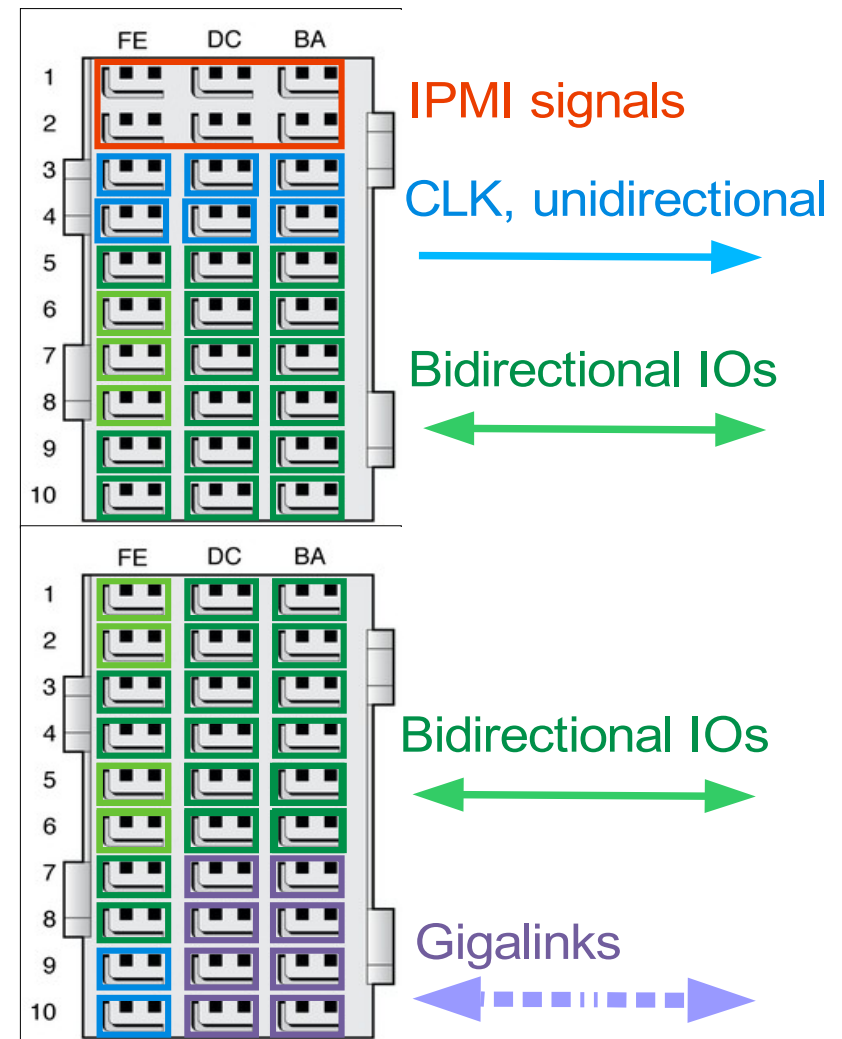 FE DC BA
1
IPMI signals
2
3
CLK, unidirectional
4
5
6
7
Bidirectional IOs
8
9
10
FE DC BA
1
2
3
4
Bidirectional IOs
5
6
7
8
Gigalinks
9
10